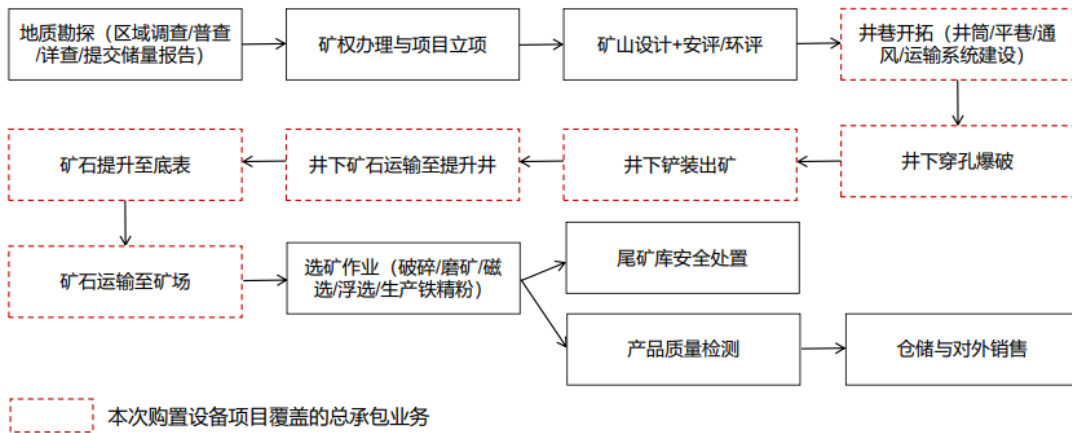 地质勘探（区域调查/普查
/详查/提交储量报告）
矿权办理与项目立项
矿山设计+安评/环评
井巷开拓（井筒/平巷/通
风/运输系统建设）
矿石提升至底表
井下矿石运输至提升井
井下铲装出矿
井下穿孔爆破
矿石运输至矿场
选矿作业（破碎/磨矿/磁
选/浮选/生产铁精粉）
尾矿库安全处置
产品质量检测
仓储与对外销售
本次购置设备项目覆盖的总承包业务